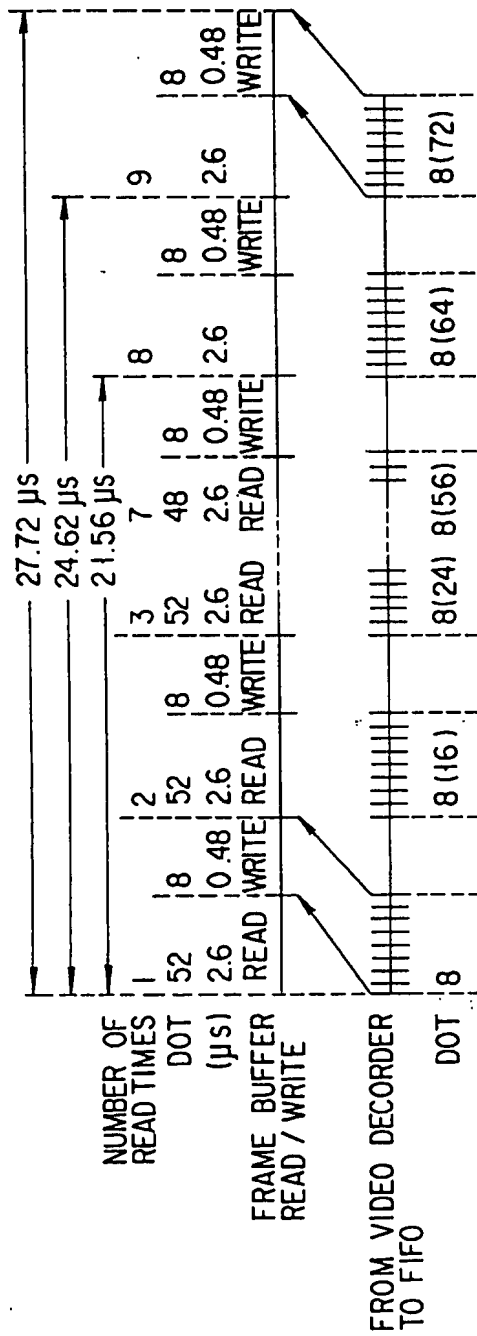 27.72 µs
24.62 µs
21.56 µs
NUMBER OF
READ TIMES 1 2 3 7 8 9
DOT 52 8 52 8 52 48 8 8 8
(µs) 2.6 0.48 2.6 0.48 2.6 2.6 0.48 2.6 0.48 2.6 0.48
FRAME BUFFER
READ / WRITE READ WRITE READ WRITE READ READ WRITE WRITE WRITE
FROM VIDEO DECORDER
TO FIFO
DOT 8 8(16) 8(24) 8(56) 8(64) 8(72)